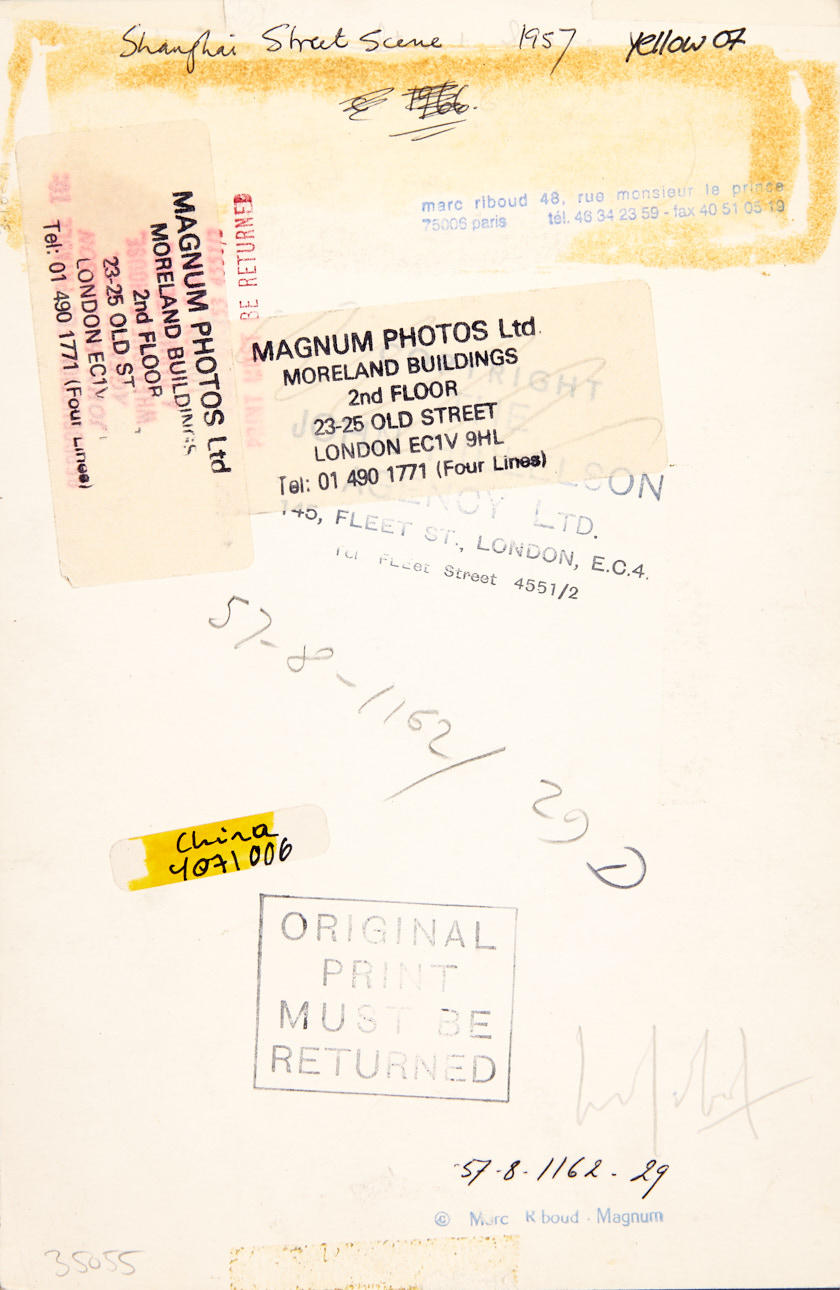 Shanghai Street Scene 1957 Yellow 07
1966.
marc riboud 48, rue monsieur le prince
75006 paris tél. 46 34 23 59 - fax 40 51 05 19
BE RETURNED
MAGNUM PHOTOS Ltd
MORELAND BUILDINGS
2nd FLOOR
23-25 OLD ST
LONDON EC1V
Tel: 01 490 1771 (Four Lines)
MAGNUM PHOTOS Ltd.
MORELAND BUILDINGS
2nd FLOOR
23-25 OLD STREET
LONDON EC1V 9HL
Tel: 01 490 1771 (Four Lines)
AGENCY LTD.
145, FLEET ST., LONDON, E.C.4.
Tel Fleet Street 4551/2
57-8-1162/ 29 D
China
4071006
ORIGINAL
PRINT
MUST BE
RETURNED
57-8-1162-29
© Marc Riboud · Magnum
35055